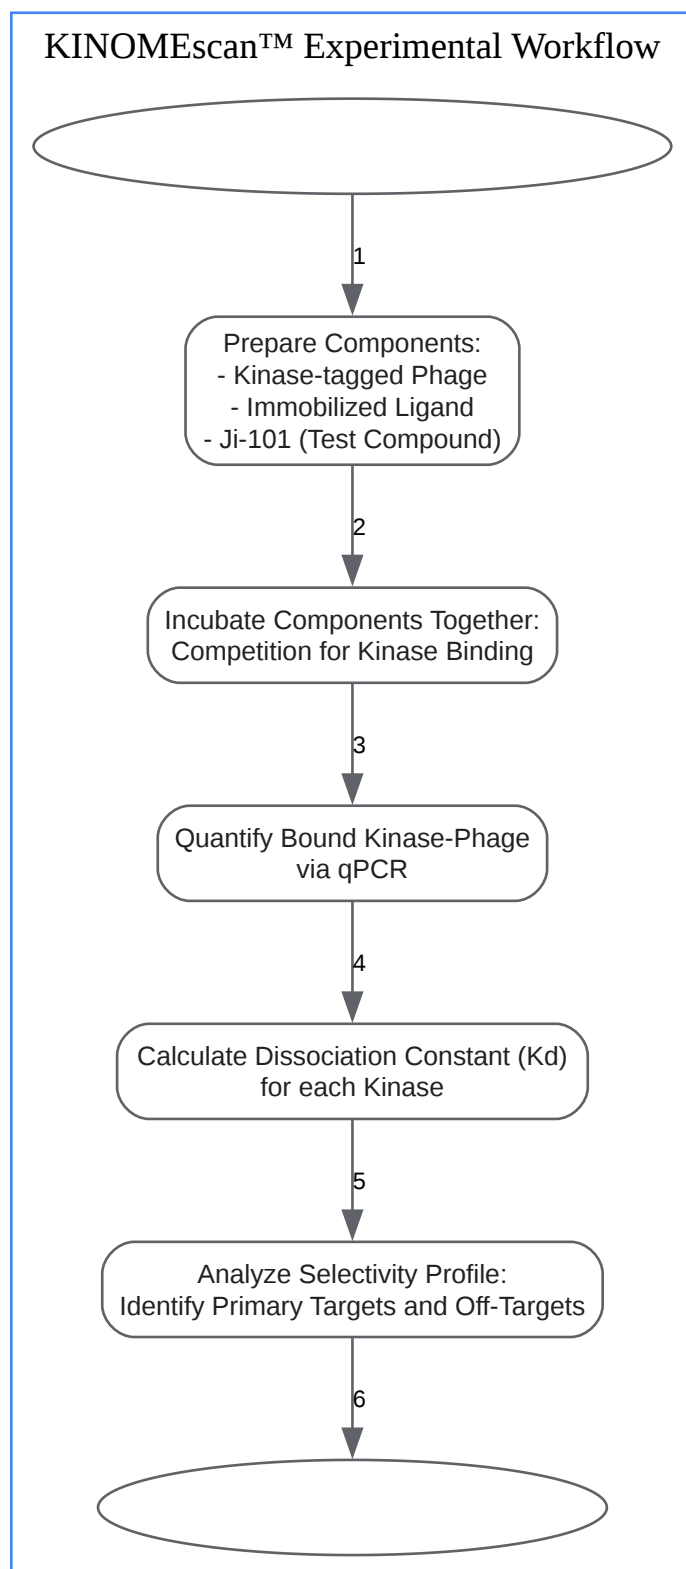 KINOMEscan™ Experimental Workflow
1
Prepare Components:
- Kinase-tagged Phage
- Immobilized Ligand
- Ji-101 (Test Compound)
2
Incubate Components Together:
Competition for Kinase Binding
3
Quantify Bound Kinase-Phage
via qPCR
4
Calculate Dissociation Constant (Kd)
for each Kinase
5
Analyze Selectivity Profile:
Identify Primary Targets and Off-Targets
6